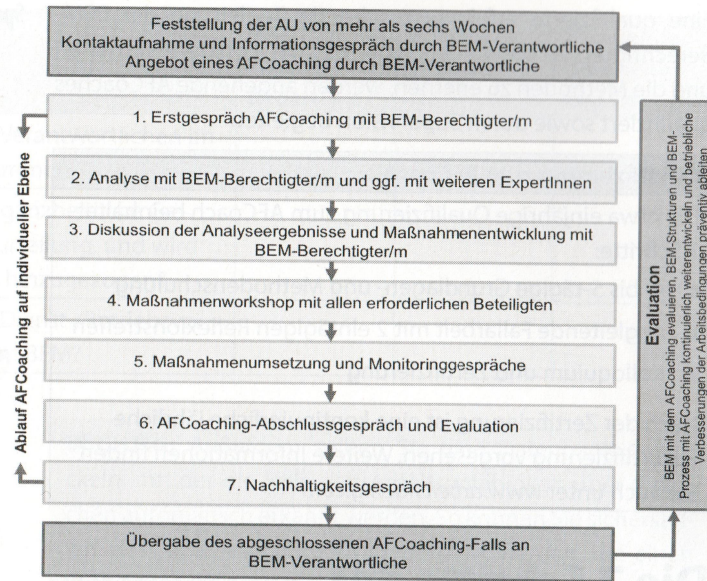 Feststellung der AU von mehr als sechs Wochen
Kontaktaufnahme und Informationsgespräch durch BEM-Verantwortliche
Angebot eines AFCoaching durch BEM-Verantwortliche
Ablauf AFCoaching auf individueller Ebene
1. Erstgespräch AFCoaching mit BEM-Berechtigter/m
2. Analyse mit BEM-Berechtigter/m und ggf. mit weiteren ExpertInnen
3. Diskussion der Analyseergebnisse und Maßnahmenentwicklung mit
BEM-Berechtigter/m
4. Maßnahmenworkshop mit allen erforderlichen Beteiligten
5. Maßnahmenumsetzung und Monitoringgespräche
6. AFCoaching-Abschlussgespräch und Evaluation
7. Nachhaltigkeitsgespräch
Übergabe des abgeschlossenen AFCoaching-Falls an
BEM-Verantwortliche
Evaluation
BEM mit dem AFCoaching evaluieren, BEM-Strukturen und BEM-
Prozesse mit AFCoaching kontinuierlich weiterentwickeln und betriebliche
Verbesserungen der Arbeitsbedingungen präventiv ableiten